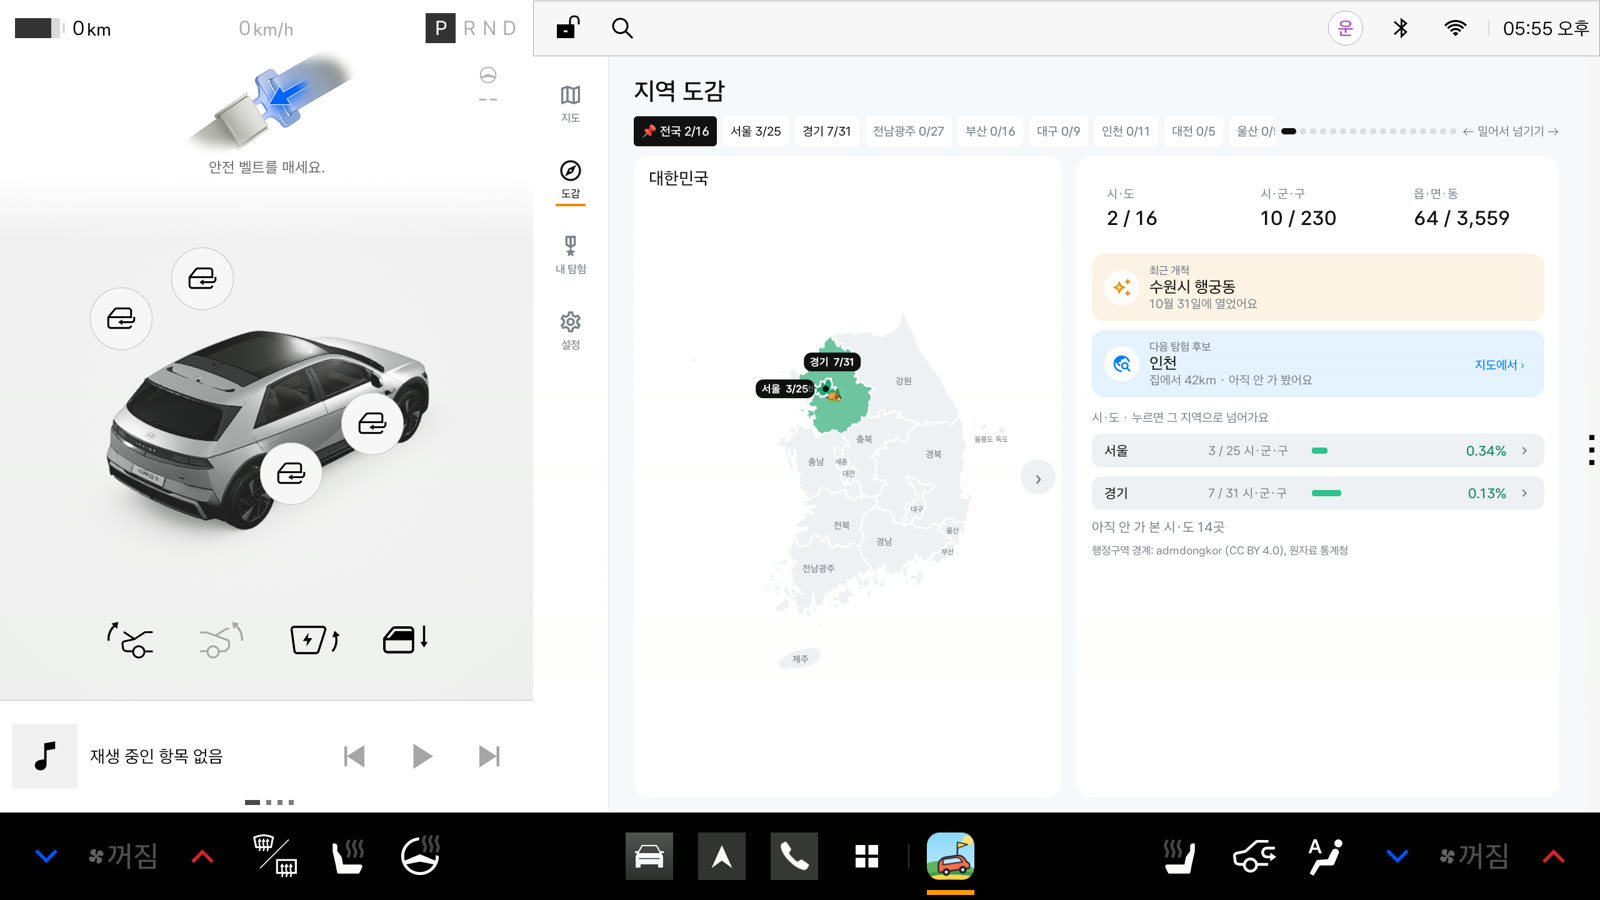 0 km
0 km/h
P R N D
05:55 오후
운
--
안전 벨트를 매세요.
재생 중인 항목 없음
지도
도감
내 탐험
설정
지역 도감
📌 전국 2/16
서울 3/25
경기 7/31
전남광주 0/27
부산 0/16
대구 0/9
인천 0/11
대전 0/5
울산 0/
← 밀어서 넘기기 →
대한민국
경기 7/31
서울 3/25
강원
충북
울릉도 독도
충남
세종
경북
대전
대구
전북
울산
경남
부산
전남광주
제주
시·도
2 / 16
시·군·구
10 / 230
읍·면·동
64 / 3,559
최근 개척
수원시 행궁동
10월 31일에 열었어요
다음 탐험 후보
인천
집에서 42km · 아직 안 가 봤어요
지도에서 ›
시·도 · 누르면 그 지역으로 넘어가요
서울 3 / 25 시·군·구 0.34%
경기 7 / 31 시·군·구 0.13%
아직 안 가 본 시·도 14곳
행정구역 경계: admdongkor (CC BY 4.0), 원자료 통계청
꺼짐
A
꺼짐